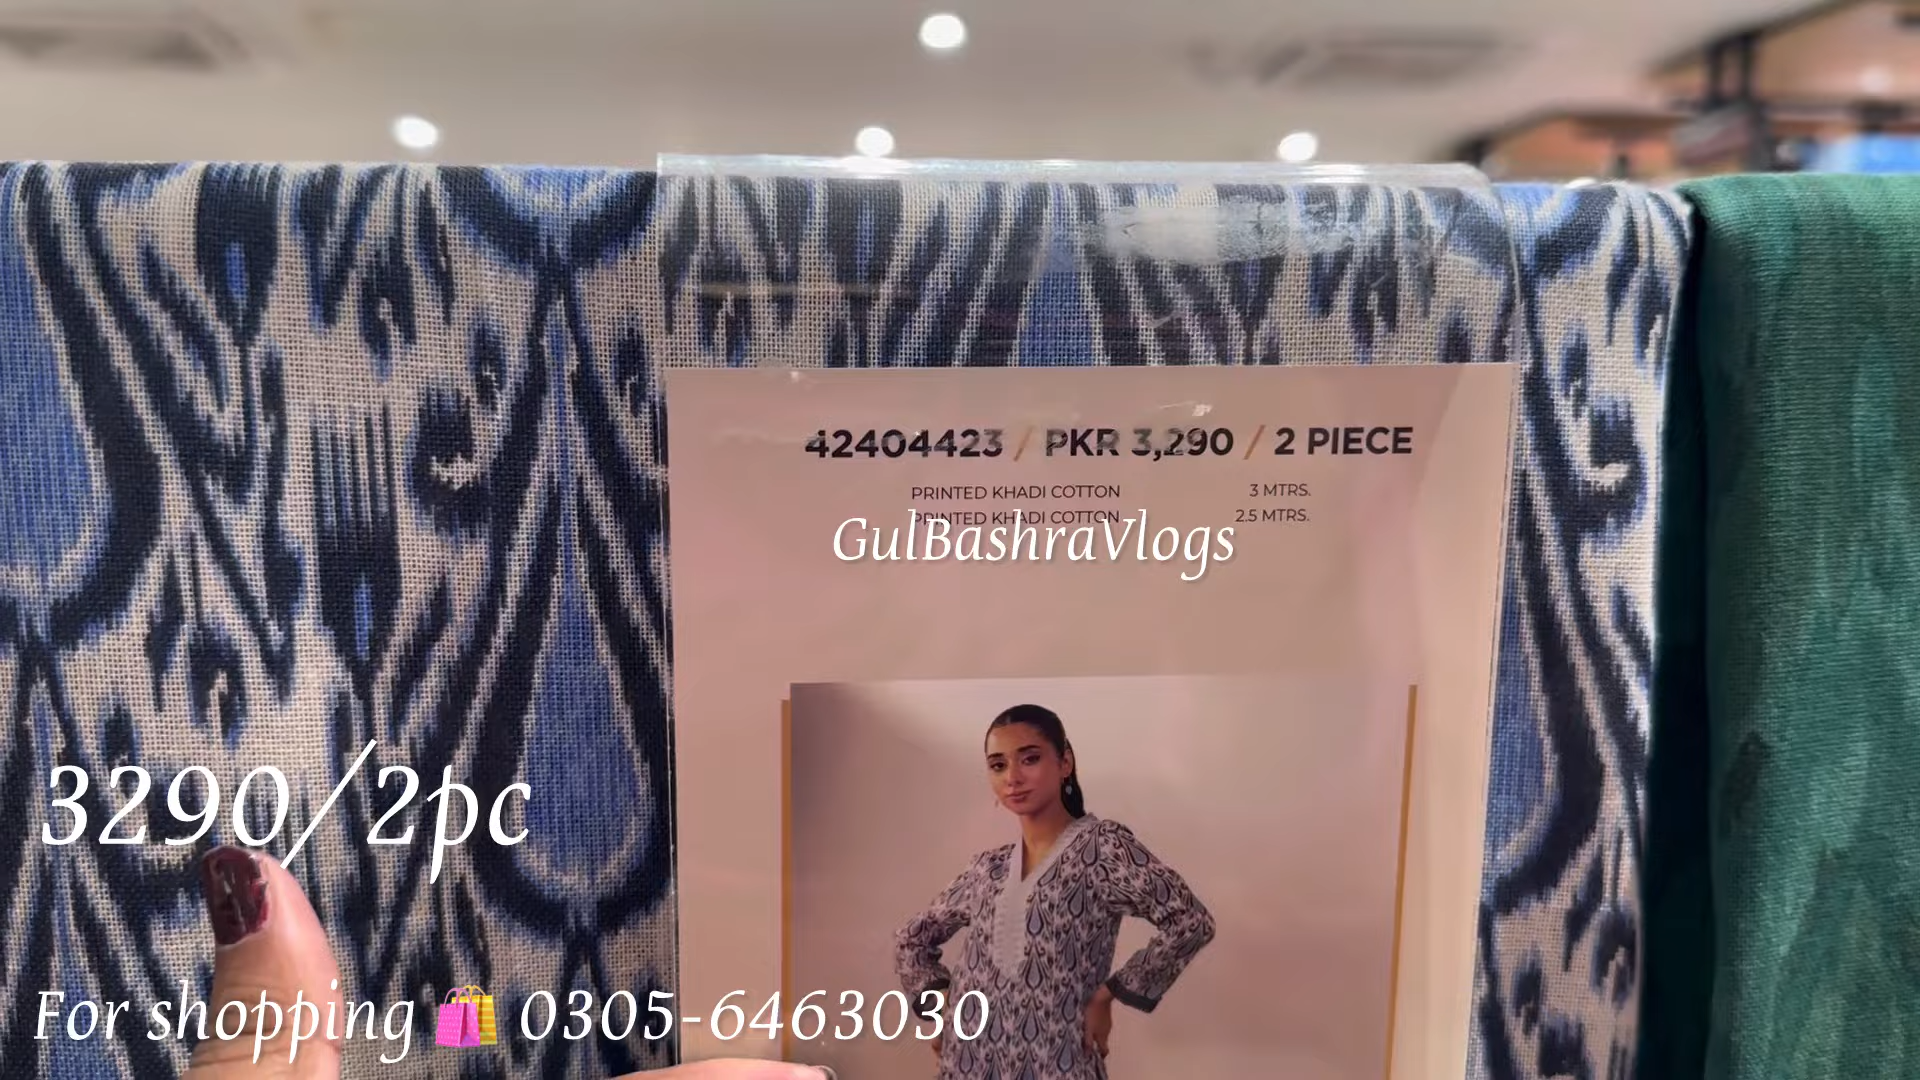 42404423 / PKR 3,290 / 2 PIECE
PRINTED KHADI COTTON 3 MTRS.
PRINTED KHADI COTTON 2.5 MTRS.
GulBashraVlogs
3290/2pc
For shopping 🛍️ 0305-6463030